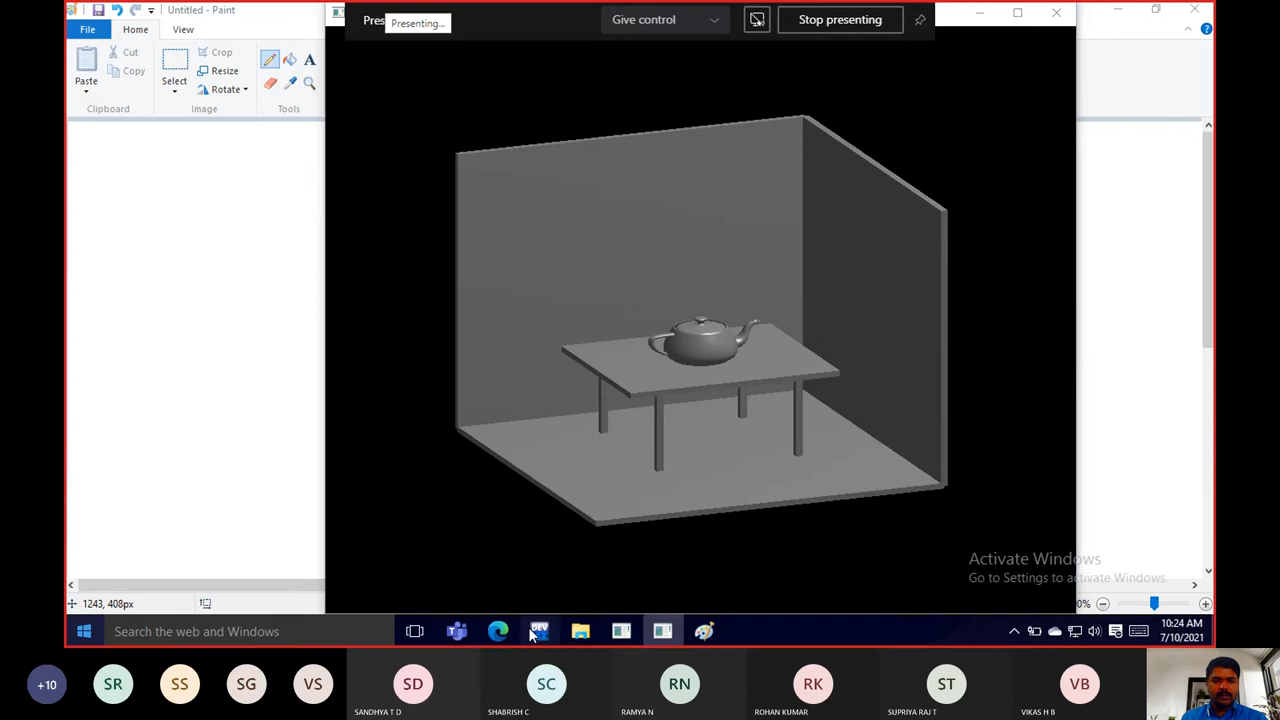 Untitled - Paint
Pres
Presenting...
Give control
Stop presenting
File
Home
View
Paste
Cut
Copy
Select
Crop
Resize
Rotate
Clipboard
Image
Tools
A
Activate Windows
Go to Settings to activate Windows.
1243, 408px
0%
Search the web and Windows
DEV
10:24 AM
7/10/2021
+10
SR
SS
SG
VS
SD
SC
RN
RK
ST
VB
SANDHYA T D
SHABRISH C
RAMYA N
ROHAN KUMAR
SUPRIYA RAJ T
VIKAS H B